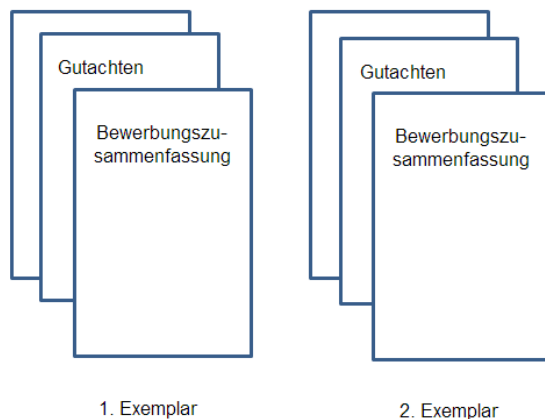 Gutachten
Bewerbungszu-
sammenfassung
1. Exemplar
Gutachten
Bewerbungszu-
sammenfassung
2. Exemplar